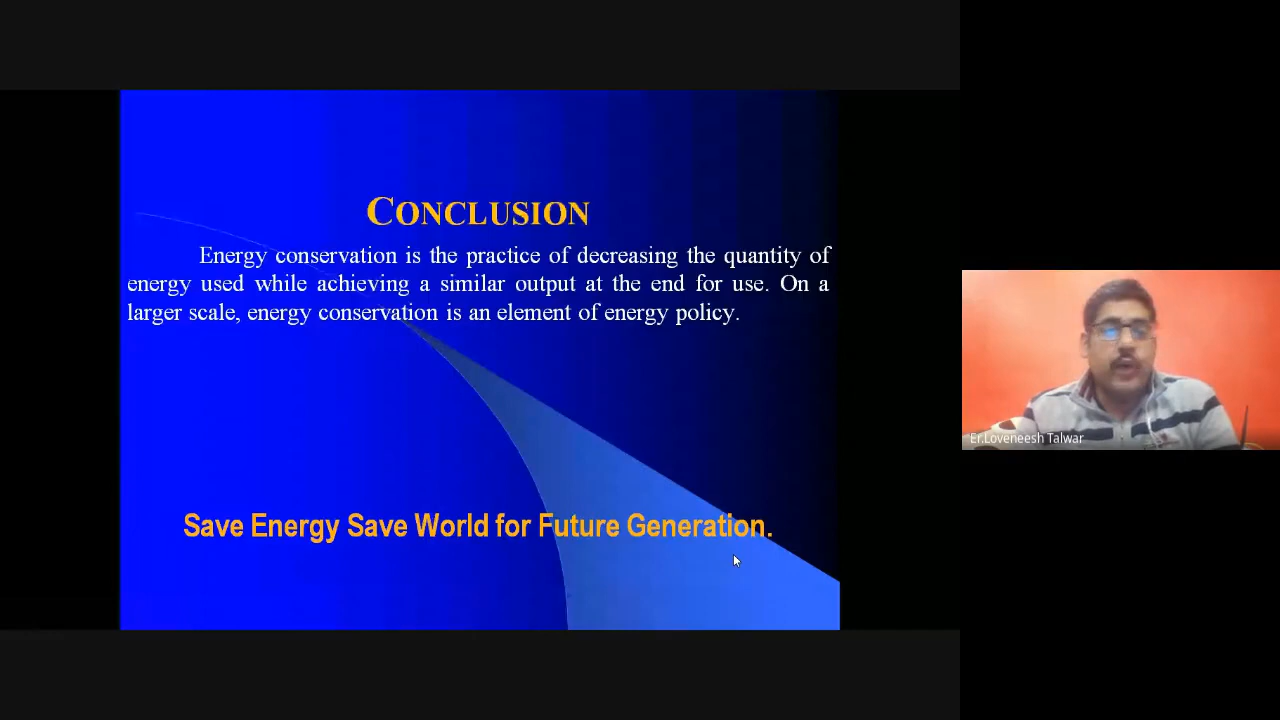 CONCLUSION
Energy conservation is the practice of decreasing the quantity of
energy used while achieving a similar output at the end for use. On a
larger scale, energy conservation is an element of energy policy.
Save Energy Save World for Future Generation.
Er.Loveneesh Talwar